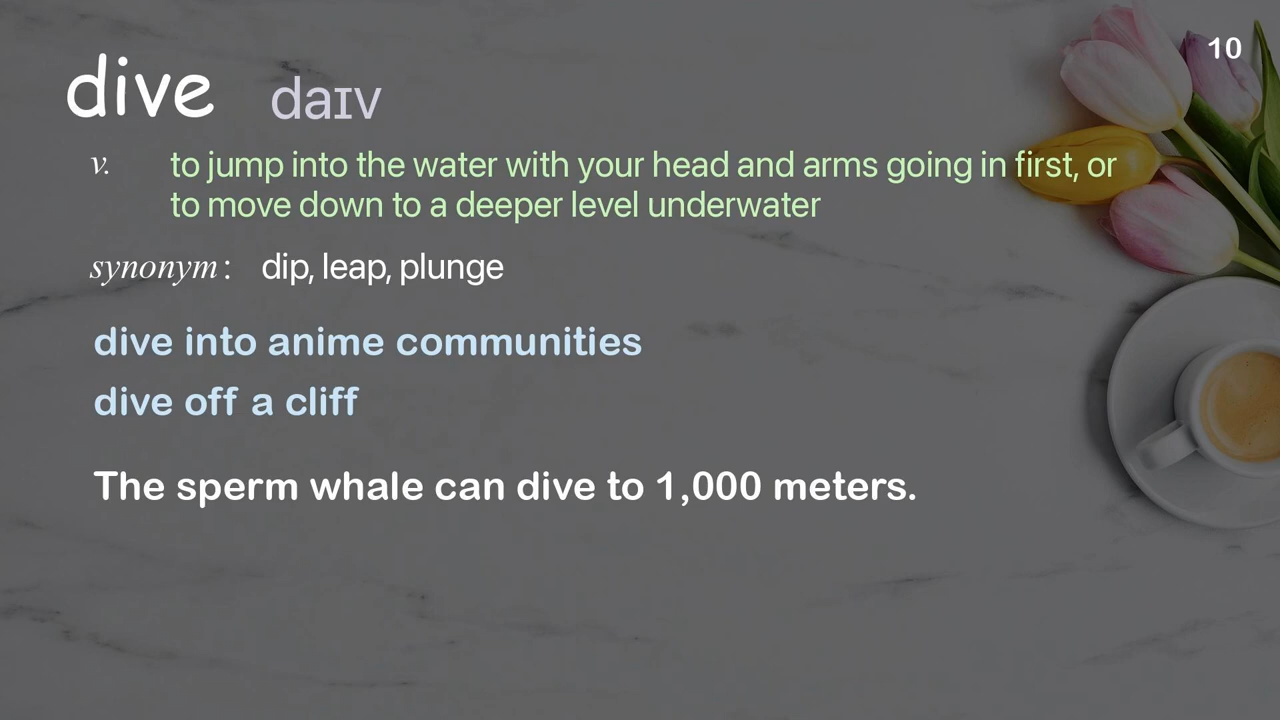 10
dive daɪv
v. to jump into the water with your head and arms going in first, or
to move down to a deeper level underwater
synonym: dip, leap, plunge
dive into anime communities
dive off a cliff
The sperm whale can dive to 1,000 meters.